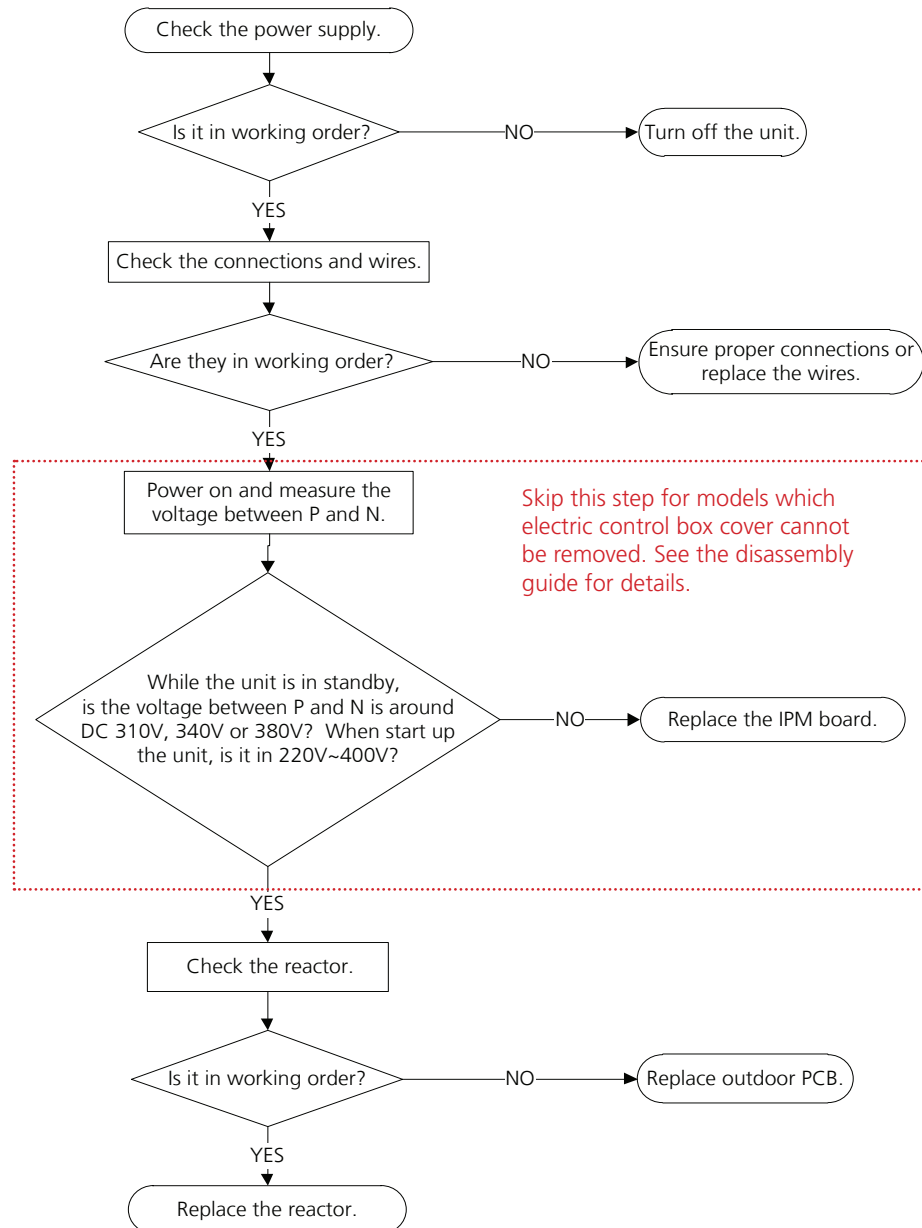 Check the power supply.
Is it in working order?
NO
Turn off the unit.
YES
Check the connections and wires.
Are they in working order?
NO
Ensure proper connections or
replace the wires.
YES
Power on and measure the
voltage between P and N.
Skip this step for models which
electric control box cover cannot
be removed. See the disassembly
guide for details.
While the unit is in standby,
is the voltage between P and N is around
DC 310V, 340V or 380V? When start up
the unit, is it in 220V~400V?
NO
Replace the IPM board.
YES
Check the reactor.
Is it in working order?
NO
Replace outdoor PCB.
YES
Replace the reactor.